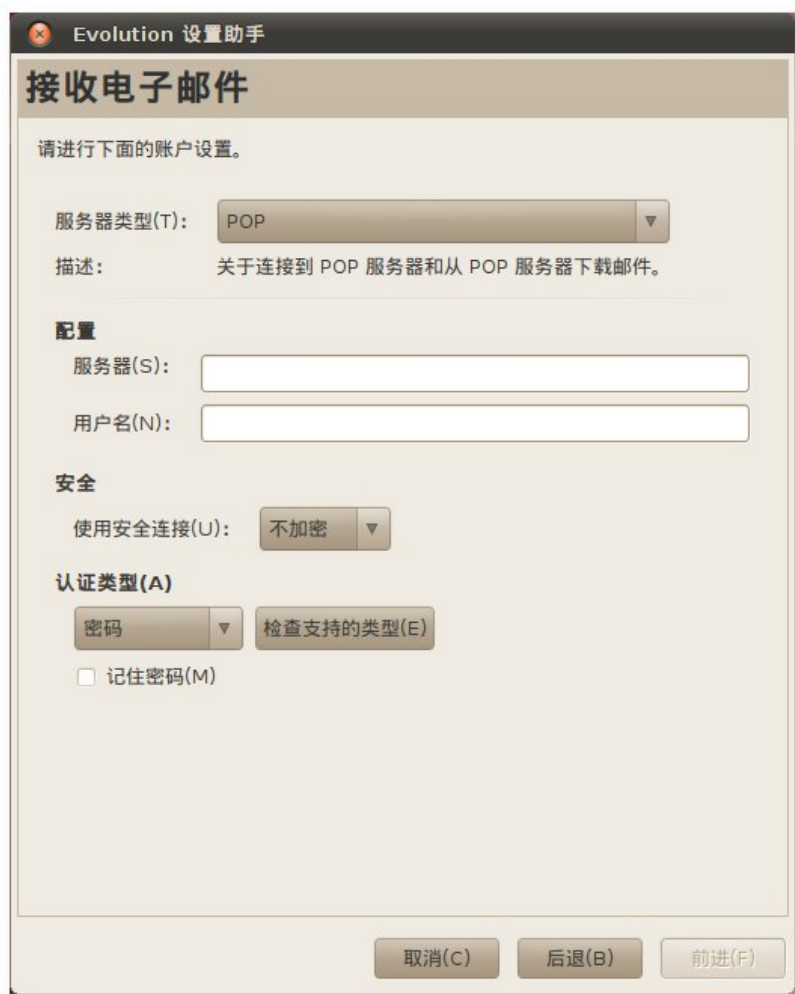 Evolution 设置助手
接收电子邮件
请进行下面的账户设置。
服务器类型(T): POP
描述: 关于连接到 POP 服务器和从 POP 服务器下载邮件。
配置
服务器(S):
用户名(N):
安全
使用安全连接(U): 不加密
认证类型(A)
密码 检查支持的类型(E)
记住密码(M)
取消(C) 后退(B) 前进(F)